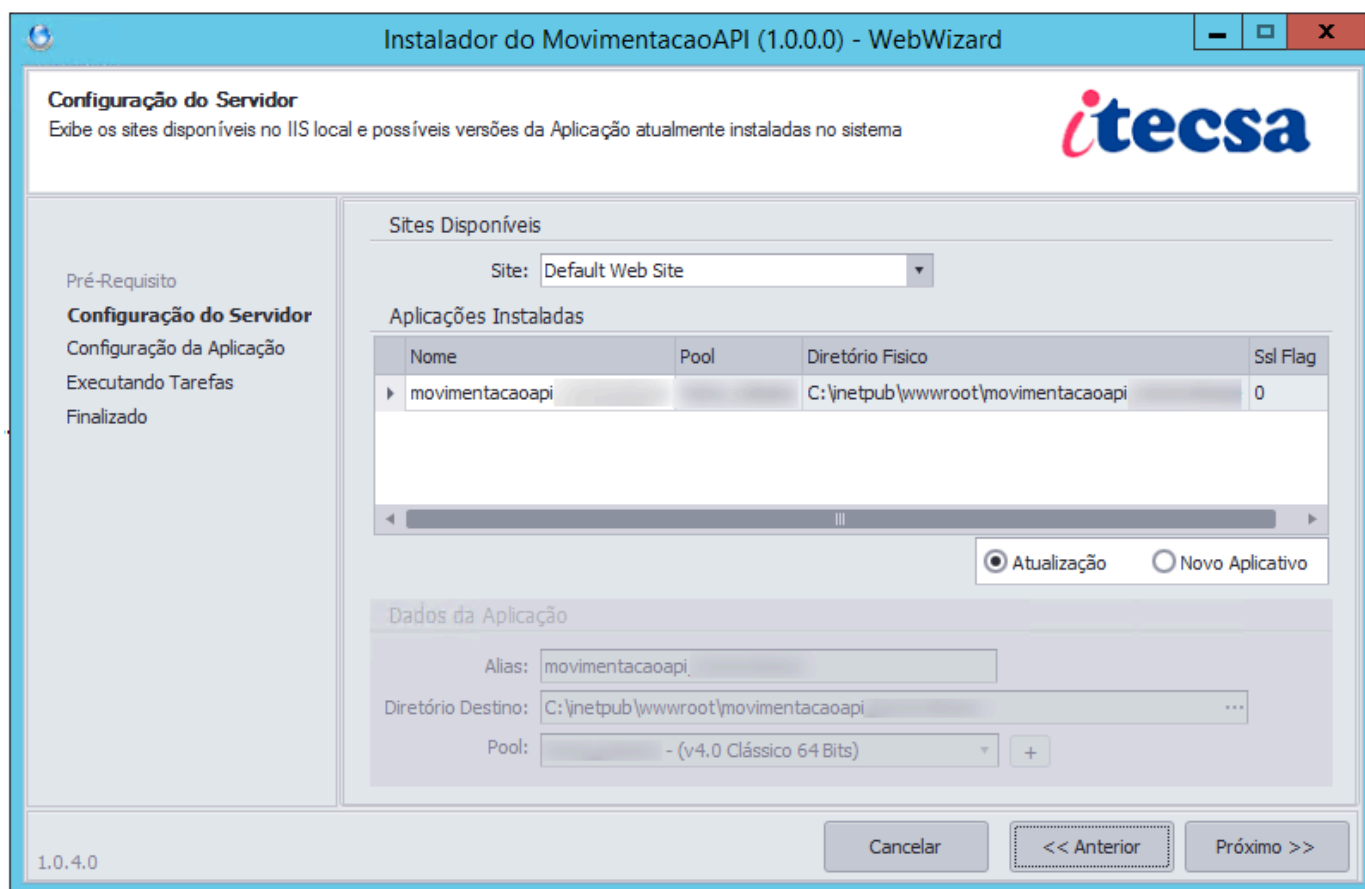 Instalador do MovimentacaoAPI (1.0.0.0) - WebWizard
Configuração do Servidor
Exibe os sites disponíveis no IIS local e possíveis versões da Aplicação atualmente instaladas no sistema
itecsa
Pré-Requisito
Configuração do Servidor
Configuração da Aplicação
Executando Tarefas
Finalizado
Sites Disponíveis
Site: Default Web Site
Aplicações Instaladas
Nome Pool Diretório Fisico Ssl Flag
movimentacaoapi C:\inetpub\wwwroot\movimentacaoapi 0
Atualização Novo Aplicativo
Dados da Aplicação
Alias: movimentacaoapi_
Diretório Destino: C:\inetpub\wwwroot\movimentacaoapi_ ...
Pool: - (v4.0 Clássico 64 Bits) +
1.0.4.0
Cancelar << Anterior Próximo >>